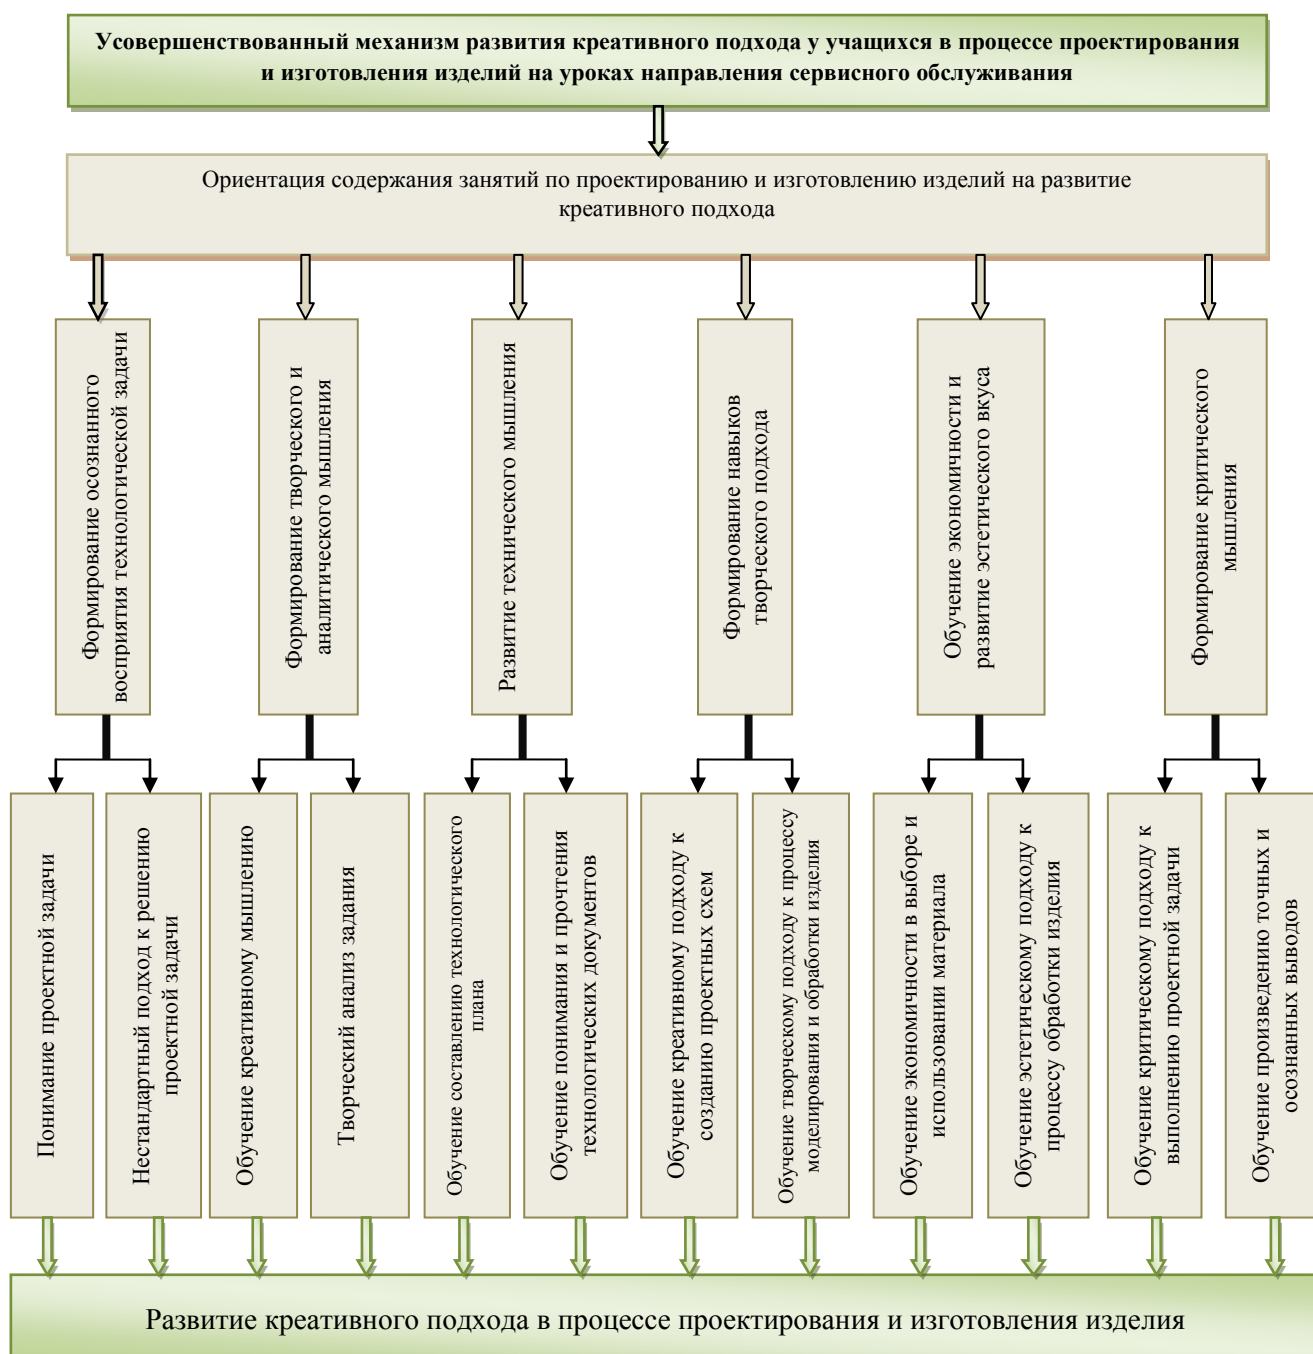 Усовершенствованный механизм развития креативного подхода у учащихся в процессе проектирования
и изготовления изделий на уроках направления сервисного обслуживания
Ориентация содержания занятий по проектированию и изготовлению изделий на развитие
креативного подхода
Формирование осознанного
восприятия технологической задачи
Формирование творческого и
аналитического мышления
Развитие технического мышления
Формирование навыков
творческого подхода
Обучение экономичности и
развитие эстетического вкуса
Формирование критического
мышления
Понимание проектной задачи
Нестандартный подход к решению
проектной задачи
Обучение креативному мышлению
Творческий анализ задания
Обучение составлению технологического
плана
Обучение понимания и прочтения
технологических документов
Обучение креативному подходу к
созданию проектных схем
Обучение творческому подходу к процессу
моделирования и обработки изделия
Обучение экономичности в выборе и
использовании материала
Обучение эстетическому подходу к
процессу обработки изделия
Обучение критическому подходу к
выполнению проектной задачи
Обучение произведению точных и
осознанных выводов
Развитие креативного подхода в процессе проектирования и изготовления изделия